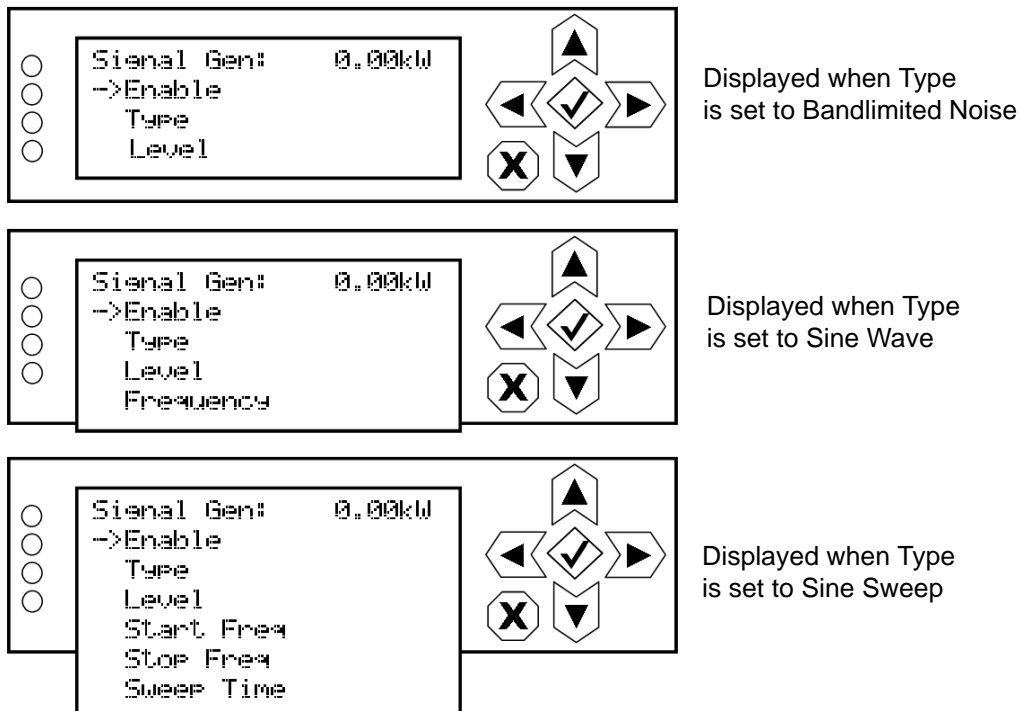 Signal Gen: 0.00kW
->Enable
Type
Level
Displayed when Type
is set to Bandlimited Noise
Signal Gen: 0.00kW
->Enable
Type
Level
Frequency
Displayed when Type
is set to Sine Wave
Signal Gen: 0.00kW
->Enable
Type
Level
Start Freq
Stop Freq
Sweep Time
Displayed when Type
is set to Sine Sweep